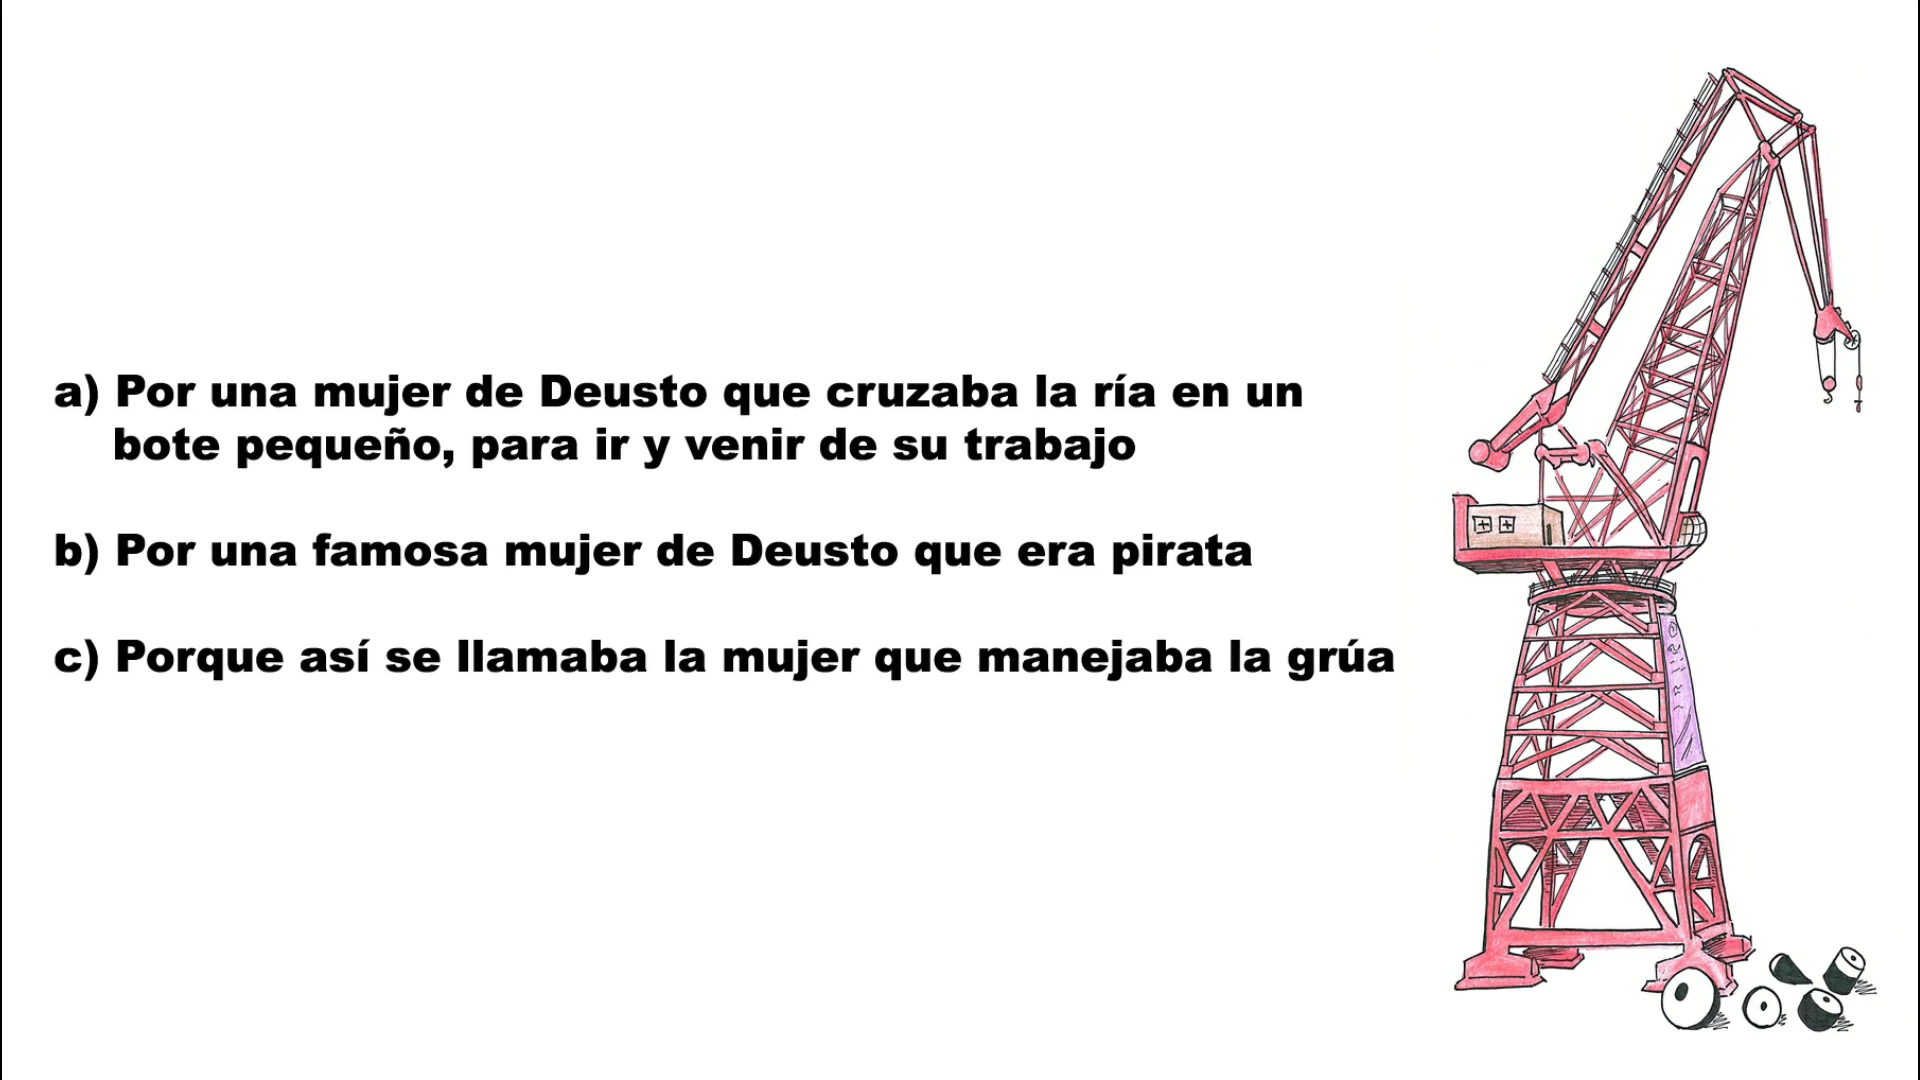 a) Por una mujer de Deusto que cruzaba la ría en un
bote pequeño, para ir y venir de su trabajo
b) Por una famosa mujer de Deusto que era pirata
c) Porque así se llamaba la mujer que manejaba la grúa